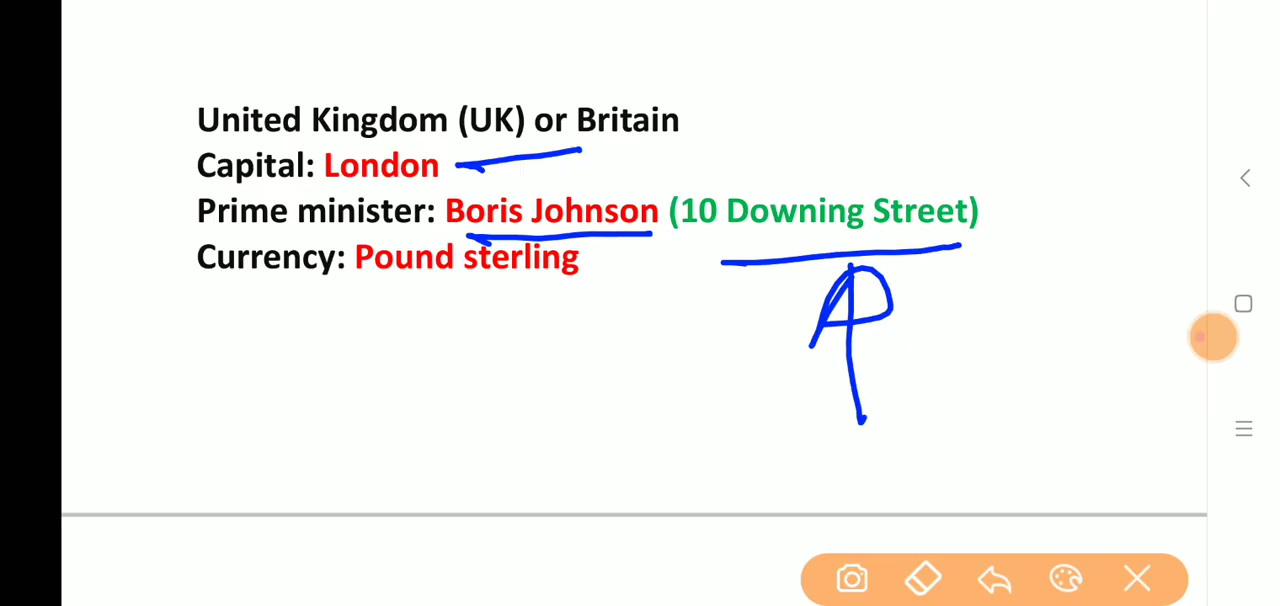 United Kingdom (UK) or Britain
Capital: London
Prime minister: Boris Johnson (10 Downing Street)
Currency: Pound sterling